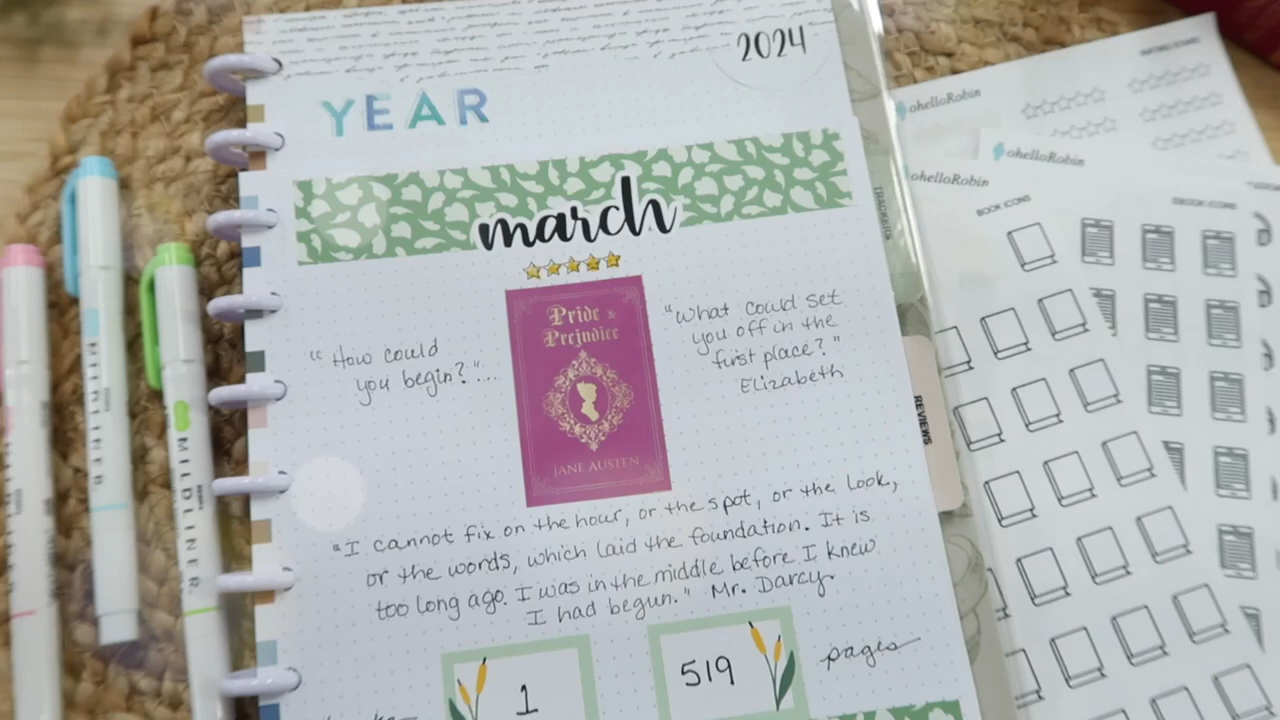 2024
YEAR
march
"How could
you begin?"....
Pride &
Prejudice
JANE AUSTEN
"What could set
you off in the
first place?"
Elizabeth
"I cannot fix on the hour, or the spot, or the look,
or the words, which laid the foundation. It is
too long ago. I was in the middle before I knew
I had begun." Mr. Darcy
1
519
pages
TRACKERS
REVIEWS
MILDLINER
MILDLINER
ohelloRobin
ohelloRobin
ohelloRobin
BOOK ICONS
EBOOK ICONS